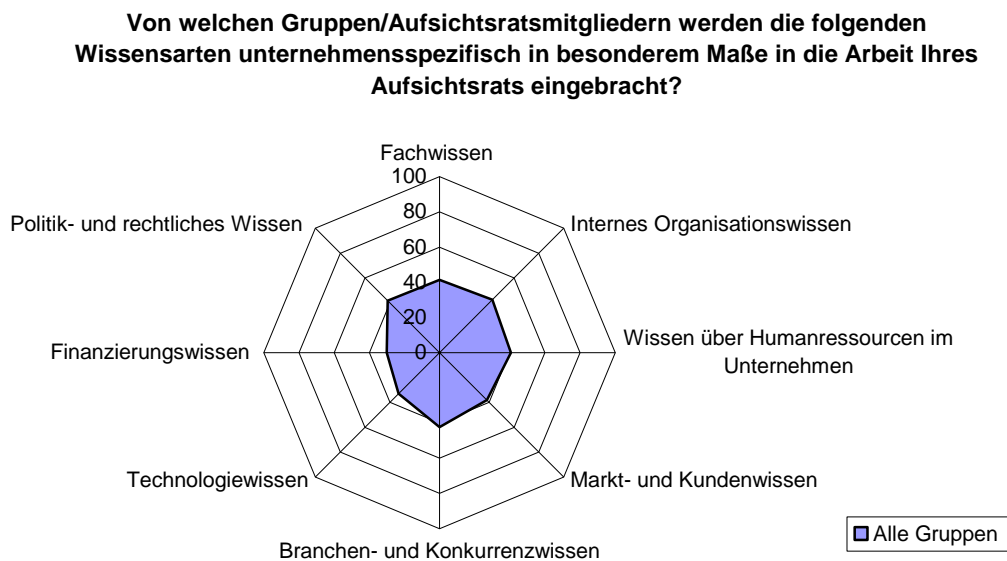 Von welchen Gruppen/Aufsichtsratsmitgliedern werden die folgenden
Wissensarten unternehmensspezifisch in besonderem Maße in die Arbeit Ihres
Aufsichtsrats eingebracht?
Fachwissen
100
80
60
40
20
0
Internes Organisationswissen
Wissen über Humanressourcen im
Unternehmen
Markt- und Kundenwissen
Branchen- und Konkurrenzwissen
Technologiewissen
Finanzierungswissen
Politik- und rechtliches Wissen
Alle Gruppen